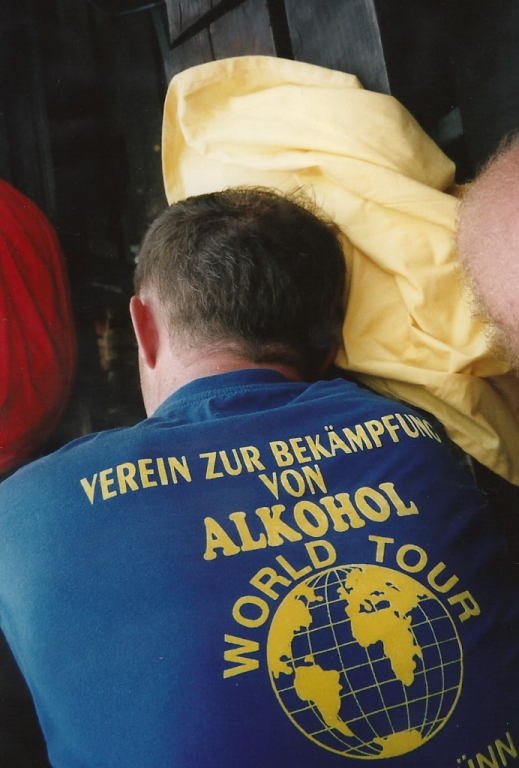 VEREIN ZUR BEKÄMPFUNG
VON
ALKOHOL
WORLD TOUR